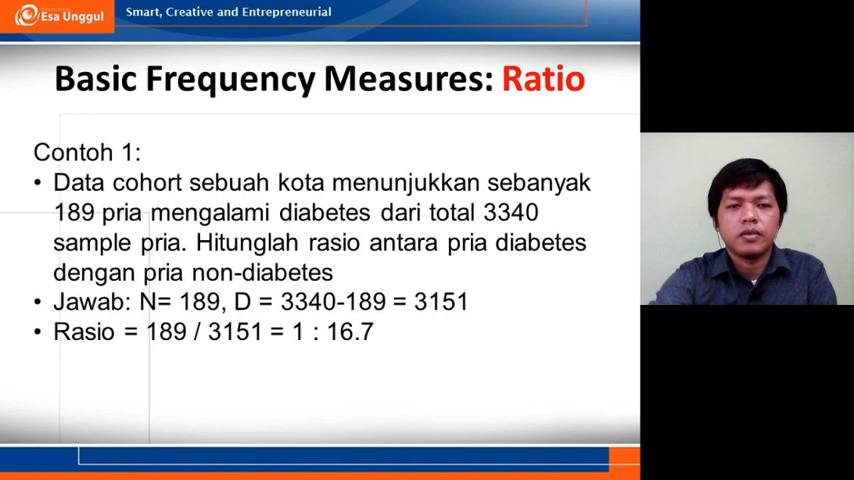 Esa Unggul
Smart, Creative and Entrepreneurial
Basic Frequency Measures: Ratio
Contoh 1:
• Data cohort sebuah kota menunjukkan sebanyak
189 pria mengalami diabetes dari total 3340
sample pria. Hitunglah rasio antara pria diabetes
dengan pria non-diabetes
• Jawab: N= 189, D = 3340-189 = 3151
• Rasio = 189 / 3151 = 1 : 16.7